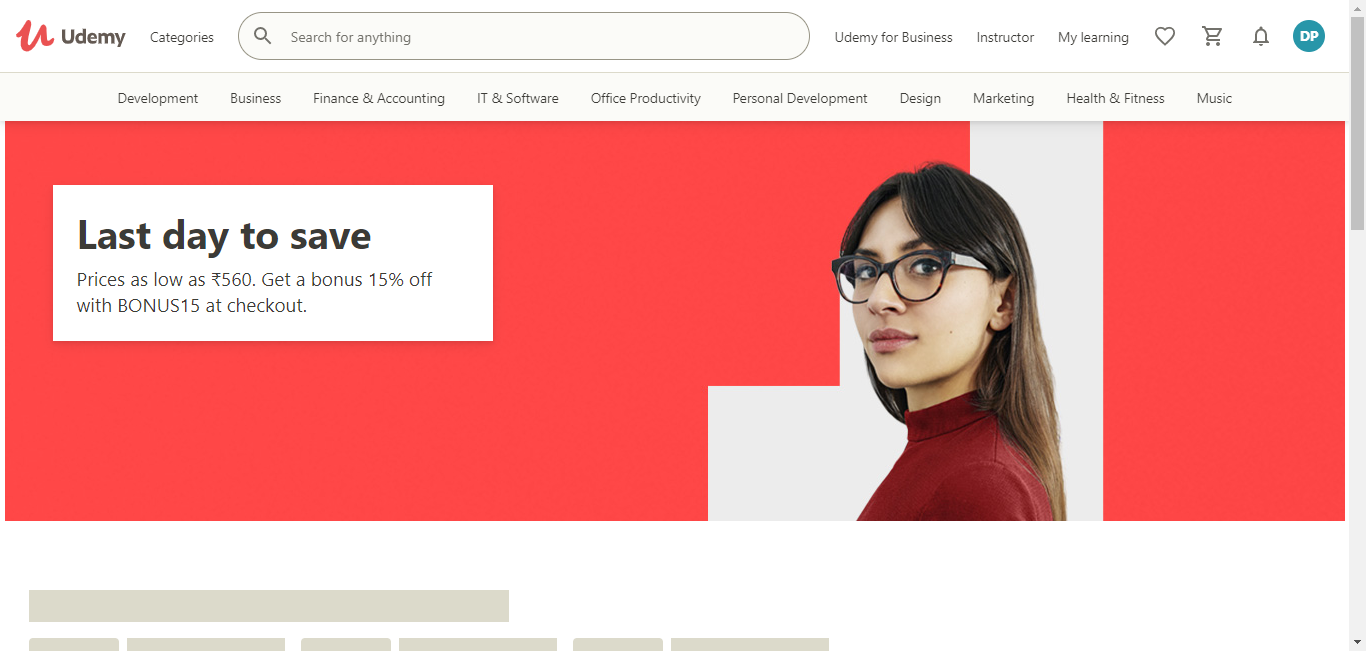 Udemy
Categories
Search for anything
Udemy for Business
Instructor
My learning
DP
Development
Business
Finance & Accounting
IT & Software
Office Productivity
Personal Development
Design
Marketing
Health & Fitness
Music
Last day to save
Prices as low as ₹560. Get a bonus 15% off
with BONUS15 at checkout.